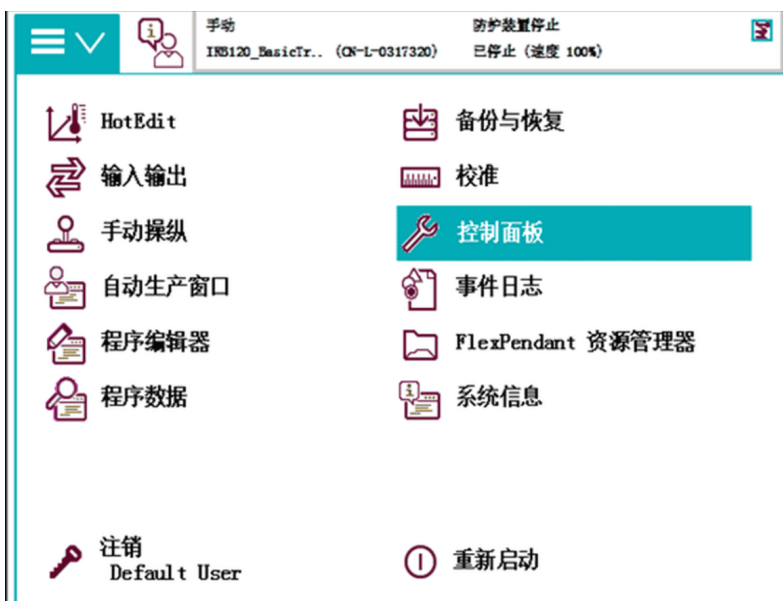 手动
防护装置停止
IRB120_BasicTr.. (CN-L-0317320)
已停止 (速度 100%)
HotEdit
备份与恢复
输入输出
校准
手动操纵
控制面板
自动生产窗口
事件日志
程序编辑器
FlexPendant 资源管理器
程序数据
系统信息
注销
Default User
重新启动